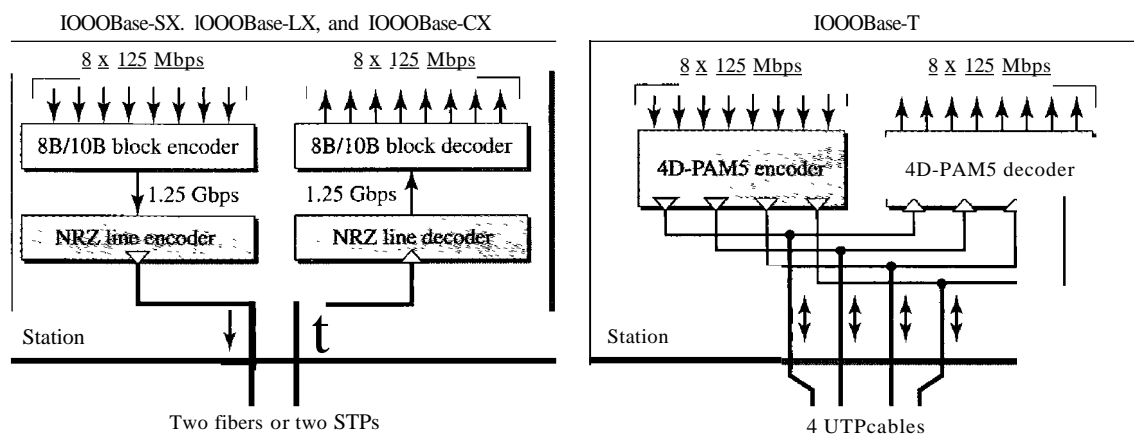 IOOOBase-SX. lOOOBase-LX, and IOOOBase-CX
8 x 125 Mbps
8 x 125 Mbps
8B/10B block encoder
8B/10B block decoder
1.25 Gbps
1.25 Gbps
NRZ line encoder
NRZ line decoder
Station
t
Two fibers or two STPs
IOOOBase-T
8 x 125 Mbps
8 x 125 Mbps
4D-PAM5 encoder
4D-PAM5 decoder
Station
4 UTPcables